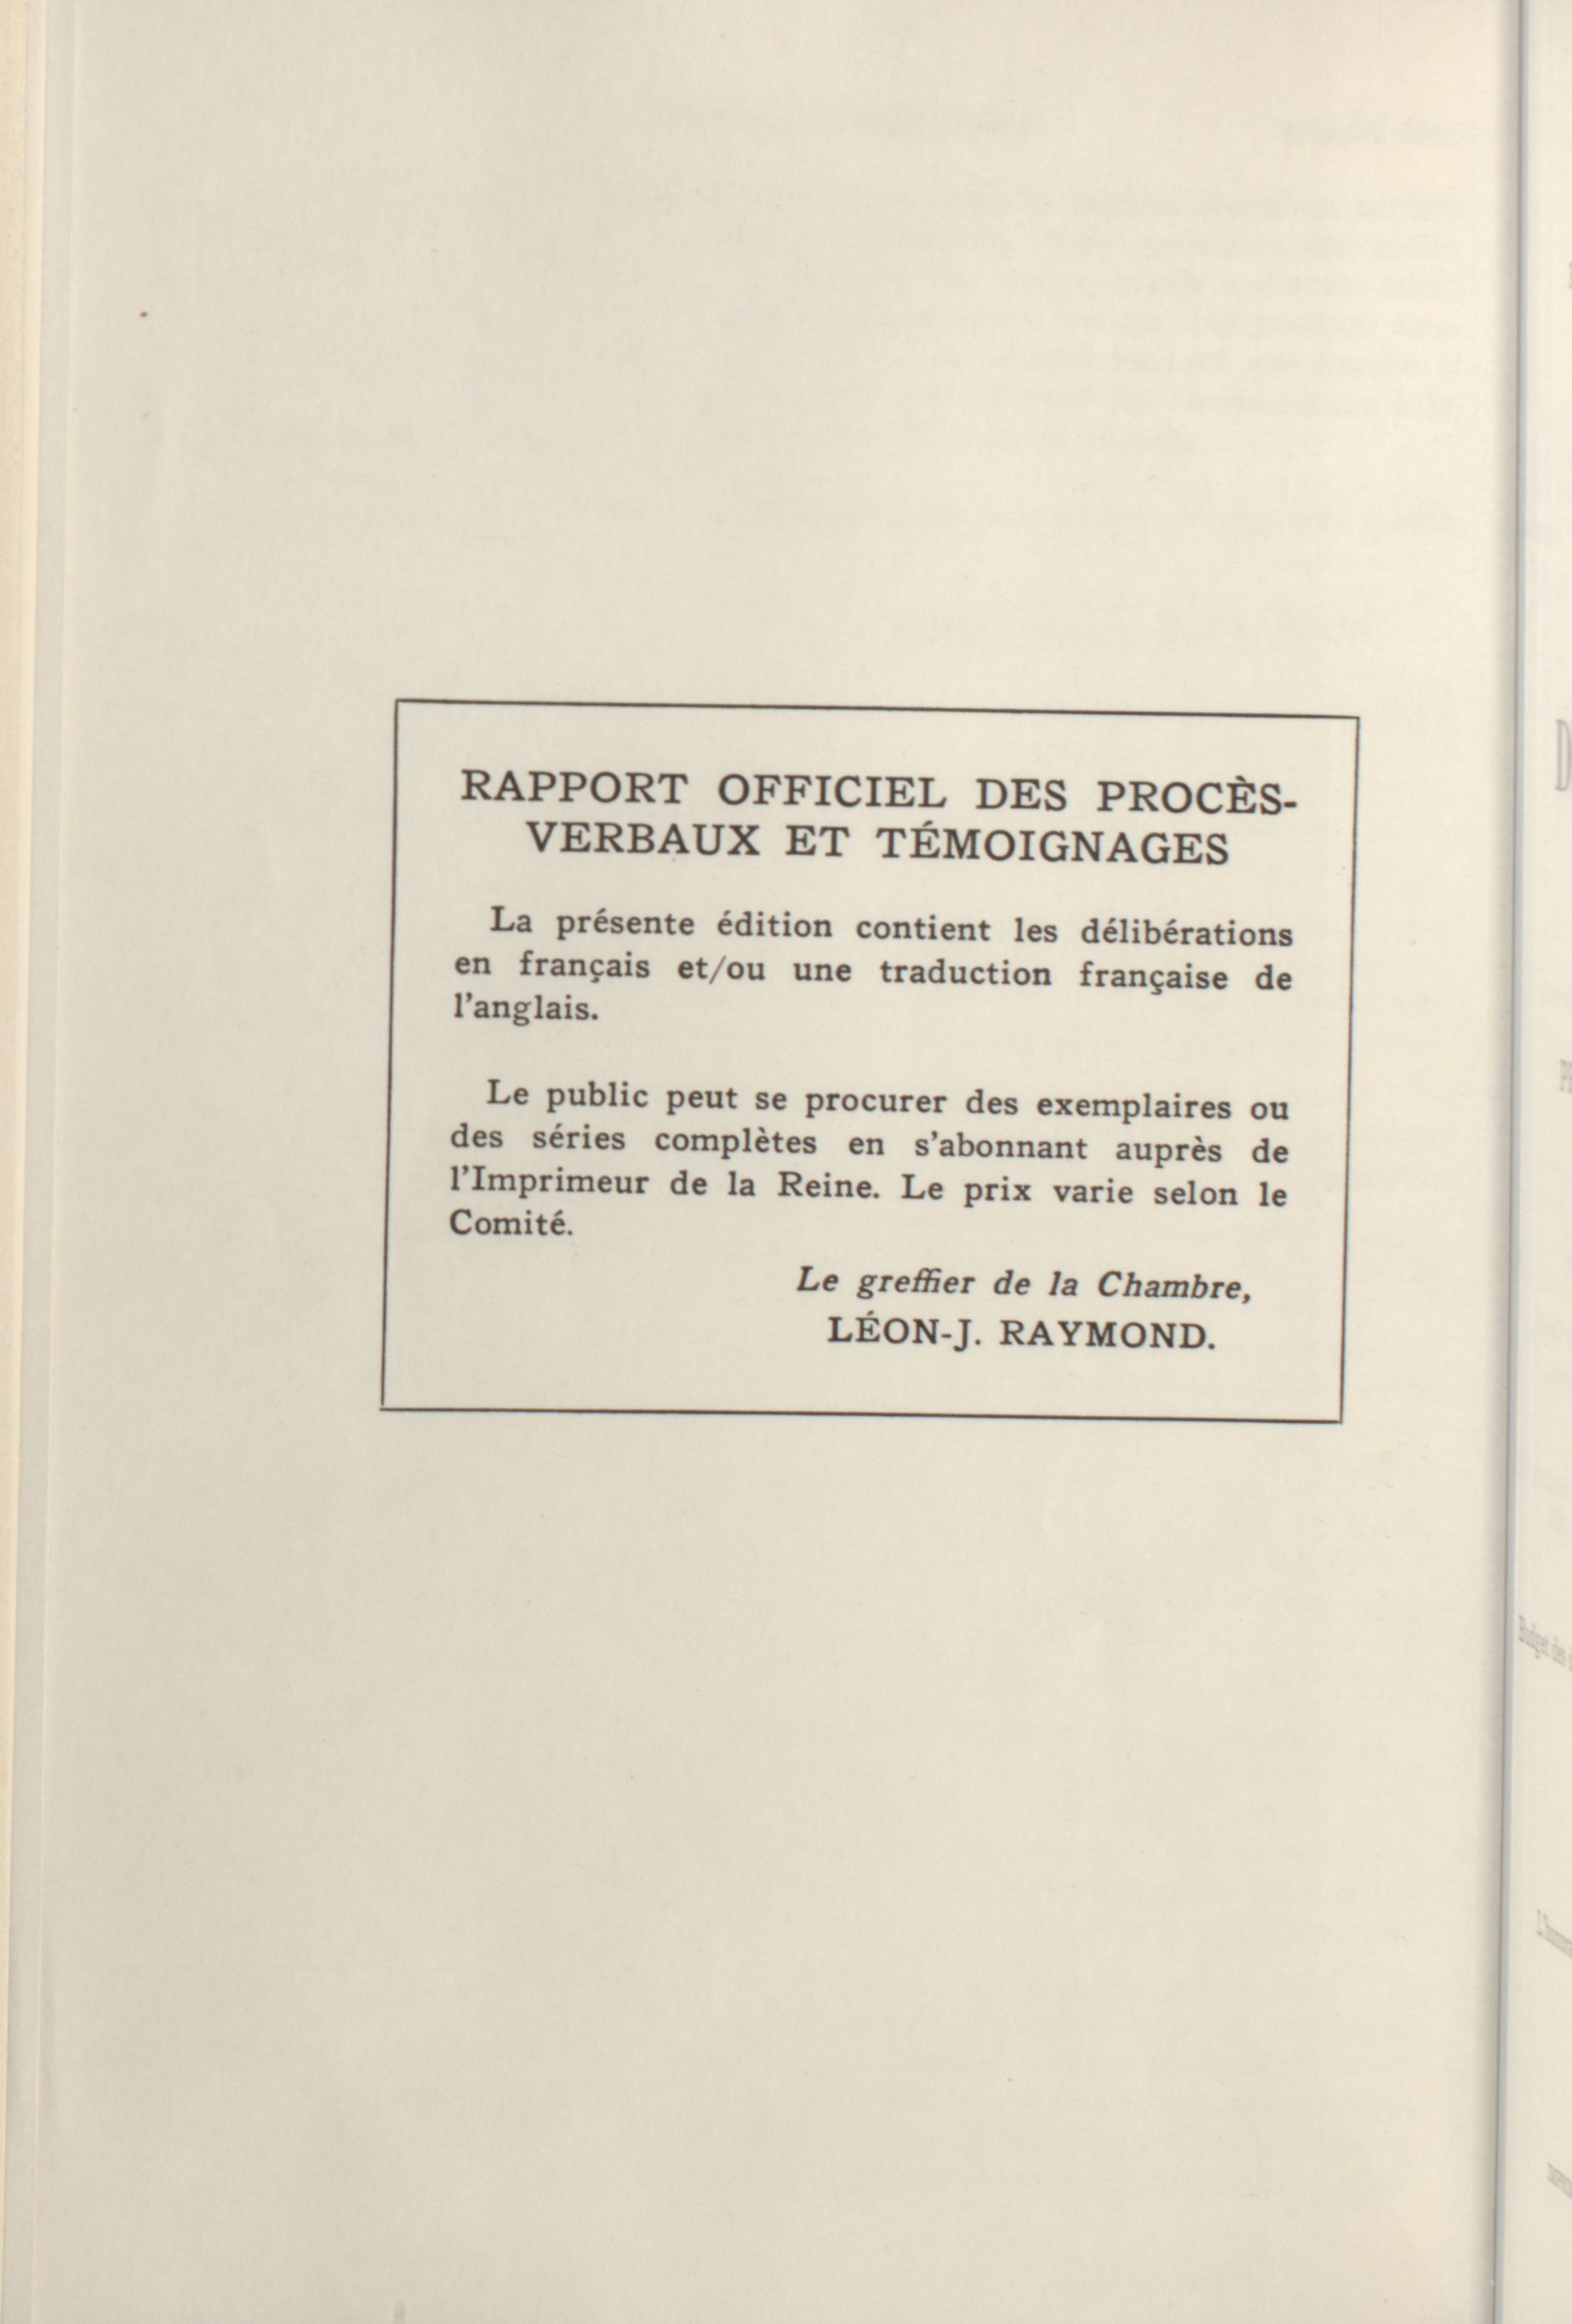 RAPPORT OFFICIEL DES PROCÈS-
VERBAUX ET TÉMOIGNAGES
La présente édition contient les délibérations
en français et/ou une traduction française de
l'anglais.
Le public peut se procurer des exemplaires ou
des séries complètes en s'abonnant auprès de
l'Imprimeur de la Reine. Le prix varie selon le
Comité.
Le greffier de la Chambre,
LÉON-J. RAYMOND.
Budget des